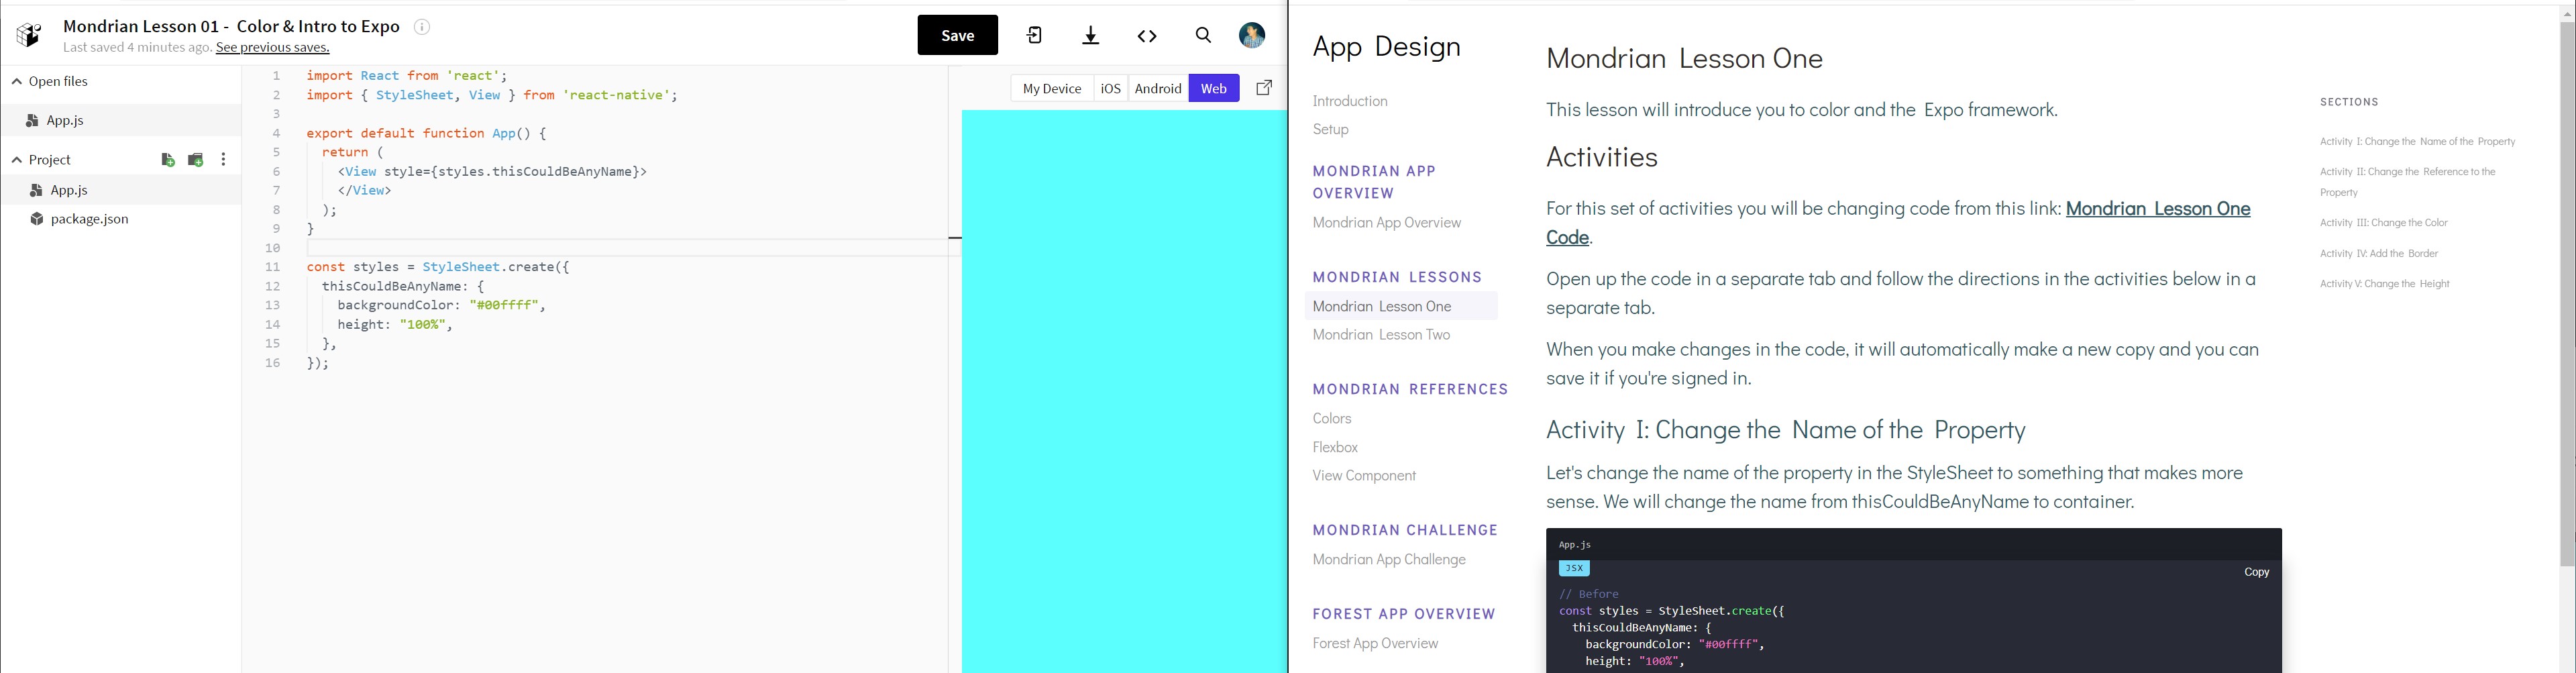 Mondrian Lesson 01 - Color & Intro to Expo
Last saved 4 minutes ago. See previous saves.
Save
Open files
App.js
Project
App.js
package.json
1 import React from 'react';
2 import { StyleSheet, View } from 'react-native';
3
4 export default function App() {
5 return (
6 <View style={styles.thisCouldBeAnyName}>
7 </View>
8 );
9 }
10
11 const styles = StyleSheet.create({
12 thisCouldBeAnyName: {
13 backgroundColor: "#00ffff",
14 height: "100%",
15 },
16 });
My Device iOS Android Web
App Design
Introduction
Setup
MONDRIAN APP
OVERVIEW
Mondrian App Overview
MONDRIAN LESSONS
Mondrian Lesson One
Mondrian Lesson Two
MONDRIAN REFERENCES
Colors
Flexbox
View Component
MONDRIAN CHALLENGE
Mondrian App Challenge
FOREST APP OVERVIEW
Forest App Overview
Mondrian Lesson One
This lesson will introduce you to color and the Expo framework.
Activities
For this set of activities you will be changing code from this link: Mondrian Lesson One
Code.
Open up the code in a separate tab and follow the directions in the activities below in a
separate tab.
When you make changes in the code, it will automatically make a new copy and you can
save it if you're signed in.
Activity I: Change the Name of the Property
Let's change the name of the property in the StyleSheet to something that makes more
sense. We will change the name from thisCouldBeAnyName to container.
App.js
JSX
Copy
// Before
const styles = StyleSheet.create({
thisCouldBeAnyName: {
backgroundColor: "#00ffff",
height: "100%",
SECTIONS
Activity I: Change the Name of the Property
Activity II: Change the Reference to the
Property
Activity III: Change the Color
Activity IV: Add the Border
Activity V: Change the Height